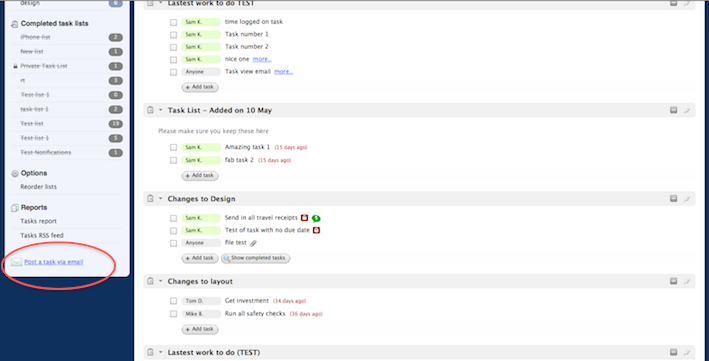 design 8
Completed task lists
iPhone list 2
New list 1
Private Task List 1
rt 3
Test list 1 0
task list 1 2
Test list 19
Test list 1 5
Test Notifications 1
Options
Reorder lists
Reports
Tasks report
Tasks RSS feed
Post a task via email
Lastest work to do TEST
Sam K. time logged on task
Sam K. Task number 1
Sam K. Task number 2
Sam K. nice one more..
Anyone Task view email more..
+ Add task
Task List - Added on 10 May
Please make sure you keep these here
Sam K. Amazing task 1 (15 days ago)
Sam K. fab task 2 (15 days ago)
+ Add task
Changes to Design
Sam K. Send in all travel receipts
Sam K. Test of task with no due date
Anyone file test
+ Add task Show completed tasks
Changes to layout
Tom D. Get investment (34 days ago)
Mike B. Run all safety checks (36 days ago)
+ Add task
Lastest work to do (TEST)